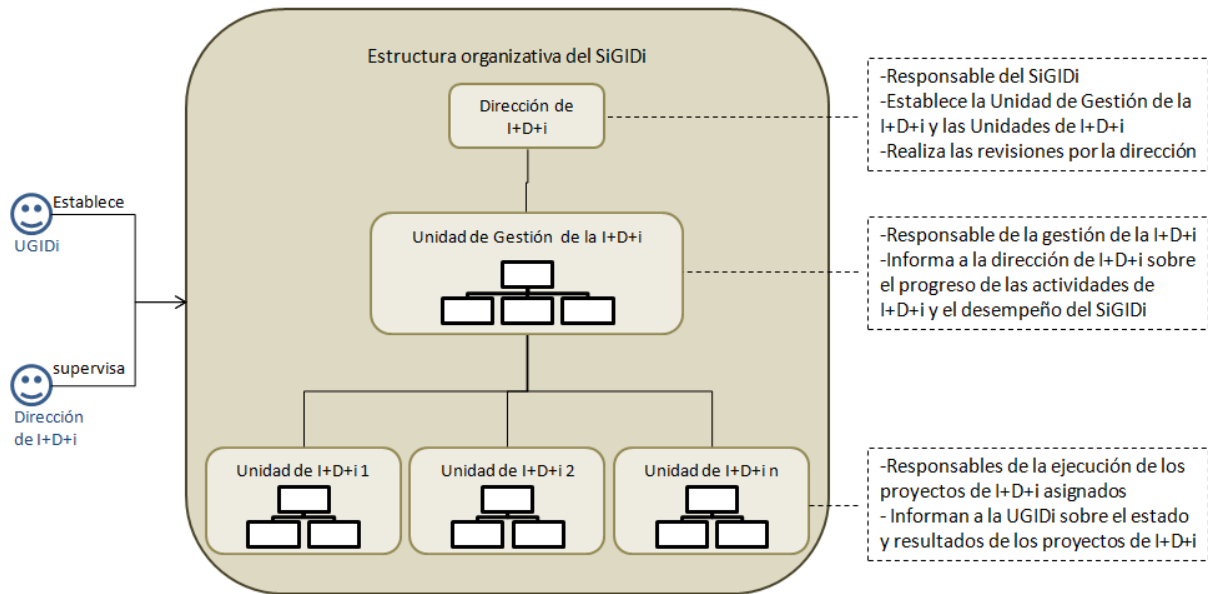 Estructura organizativa del SiGIDi
Dirección de
I+D+i
-Responsable del SiGIDi
-Establece la Unidad de Gestión de la
I+D+i y las Unidades de I+D+i
-Realiza las revisiones por la dirección
Establece
UGIDi
Unidad de Gestión de la I+D+i
-Responsable de la gestión de la I+D+i
-Informa a la dirección de I+D+i sobre
el progreso de las actividades de
I+D+i y el desempeño del SiGIDi
supervisa
Dirección
de I+D+i
Unidad de I+D+i 1
Unidad de I+D+i 2
Unidad de I+D+i n
-Responsables de la ejecución de los
proyectos de I+D+i asignados
- Informan a la UGIDi sobre el estado
y resultados de los proyectos de I+D+i